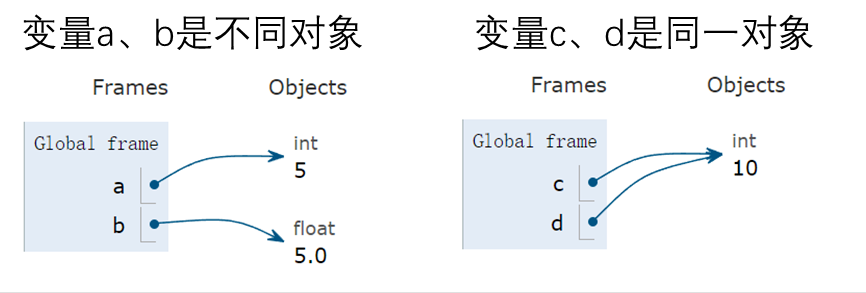 变量a、b是不同对象
Frames Objects
Global frame
a
b
int
5
float
5.0
变量c、d是同一对象
Frames Objects
Global frame
c
d
int
10